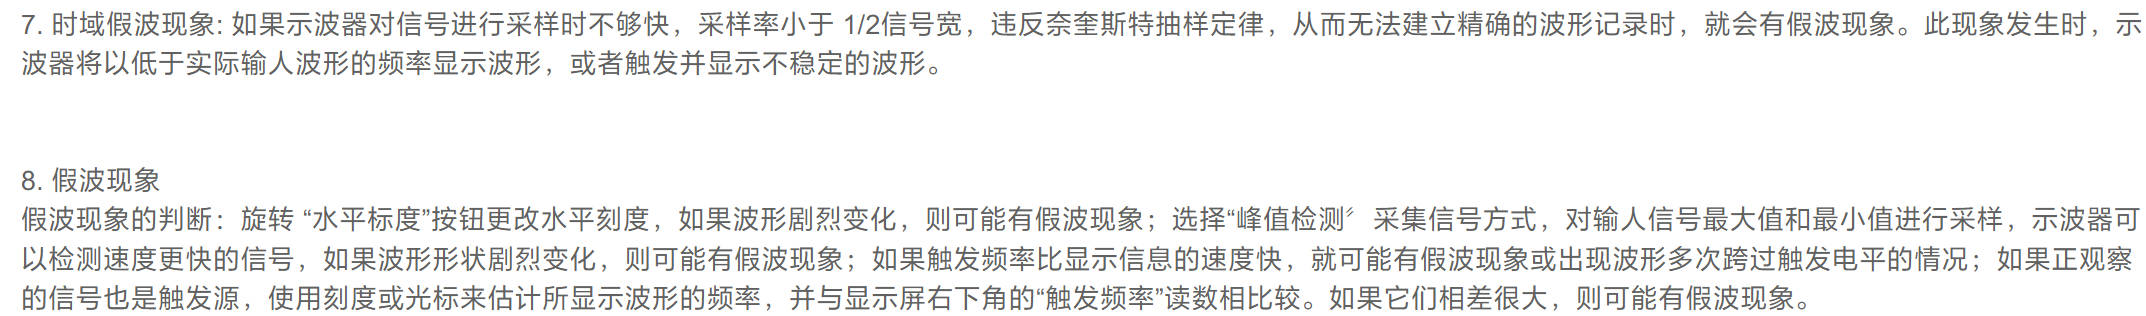 7. 时域假波现象: 如果示波器对信号进行采样时不够快，采样率小于 1/2信号宽，违反奈奎斯特抽样定律，从而无法建立精确的波形记录时，就会有假波现象。此现象发生时，示
波器将以低于实际输人波形的频率显示波形，或者触发并显示不稳定的波形。
8. 假波现象
假波现象的判断：旋转 “水平标度”按钮更改水平刻度，如果波形剧烈变化，则可能有假波现象；选择“峰值检测〞 采集信号方式，对输人信号最大值和最小值进行采样，示波器可
以检测速度更快的信号，如果波形形状剧烈变化，则可能有假波现象；如果触发频率比显示信息的速度快，就可能有假波现象或出现波形多次跨过触发电平的情况；如果正观察
的信号也是触发源，使用刻度或光标来估计所显示波形的频率，并与显示屏右下角的“触发频率”读数相比较。如果它们相差很大，则可能有假波现象。